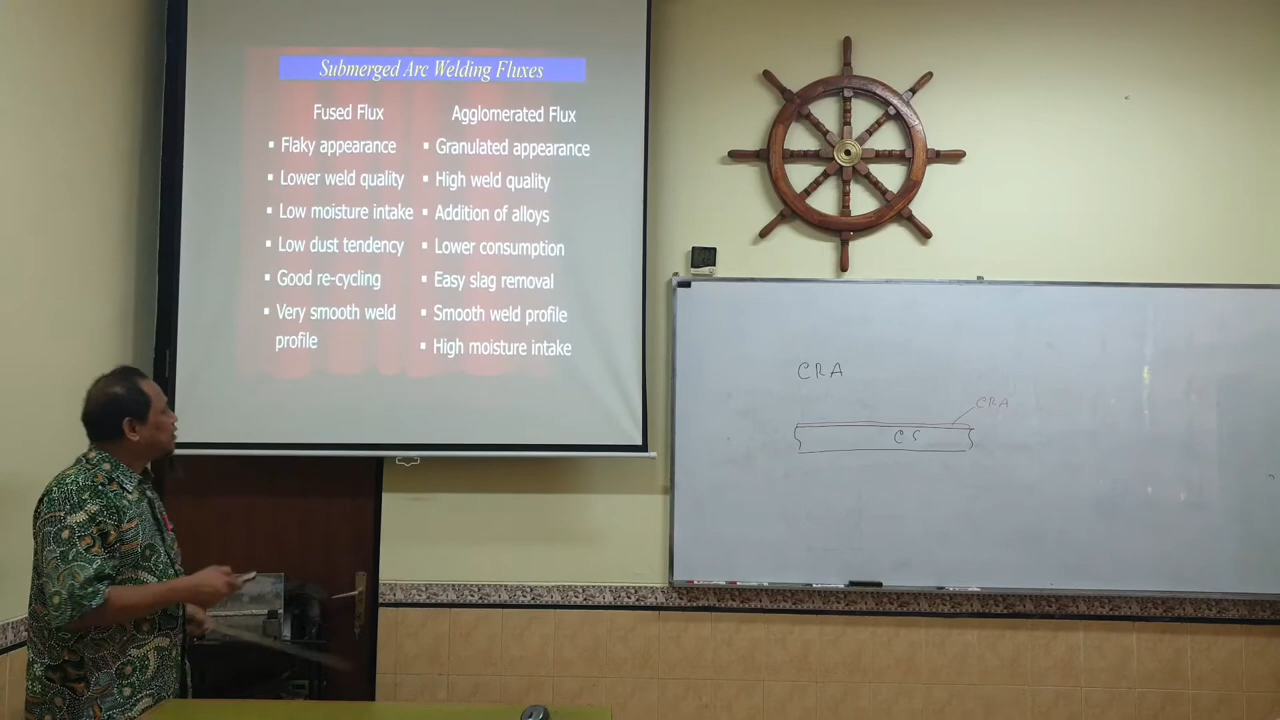 Submerged Arc Welding Fluxes
Fused Flux
▪ Flaky appearance
▪ Lower weld quality
▪ Low moisture intake
▪ Low dust tendency
▪ Good re-cycling
▪ Very smooth weld
profile
Agglomerated Flux
▪ Granulated appearance
▪ High weld quality
▪ Addition of alloys
▪ Lower consumption
▪ Easy slag removal
▪ Smooth weld profile
▪ High moisture intake
CRA
CRA
CS